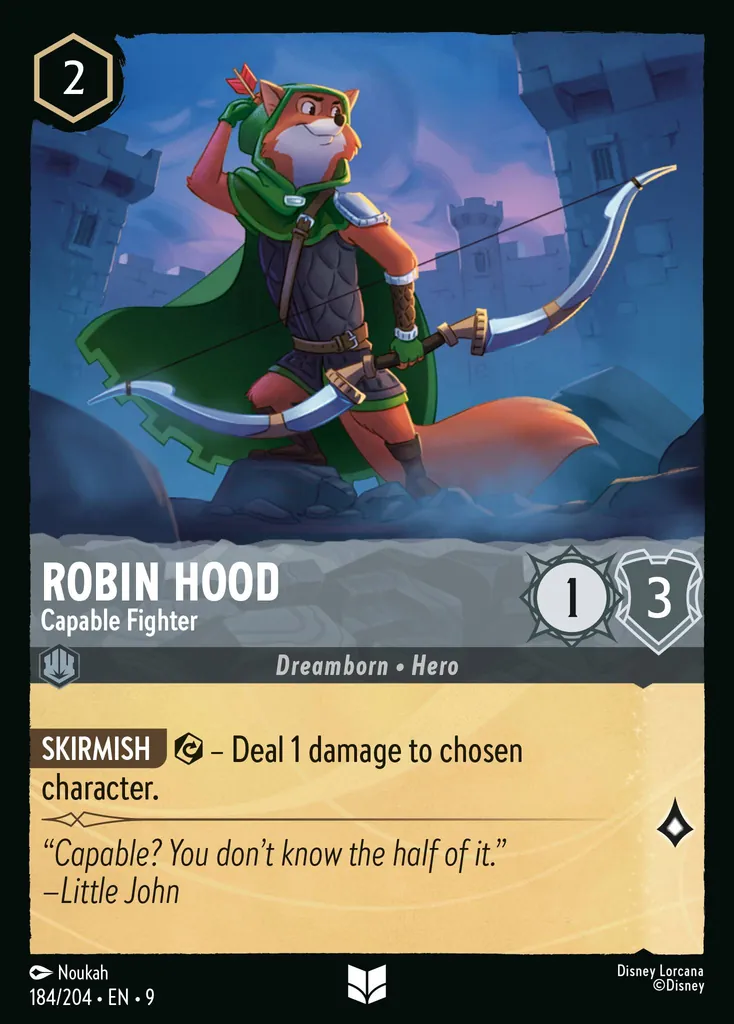 2
ROBIN HOOD
Capable Fighter
1
3
Dreamborn • Hero
SKIRMISH – Deal 1 damage to chosen
character.
“Capable? You don’t know the half of it.”
–Little John
Noukah
184/204 • EN • 9
Disney Lorcana
©Disney